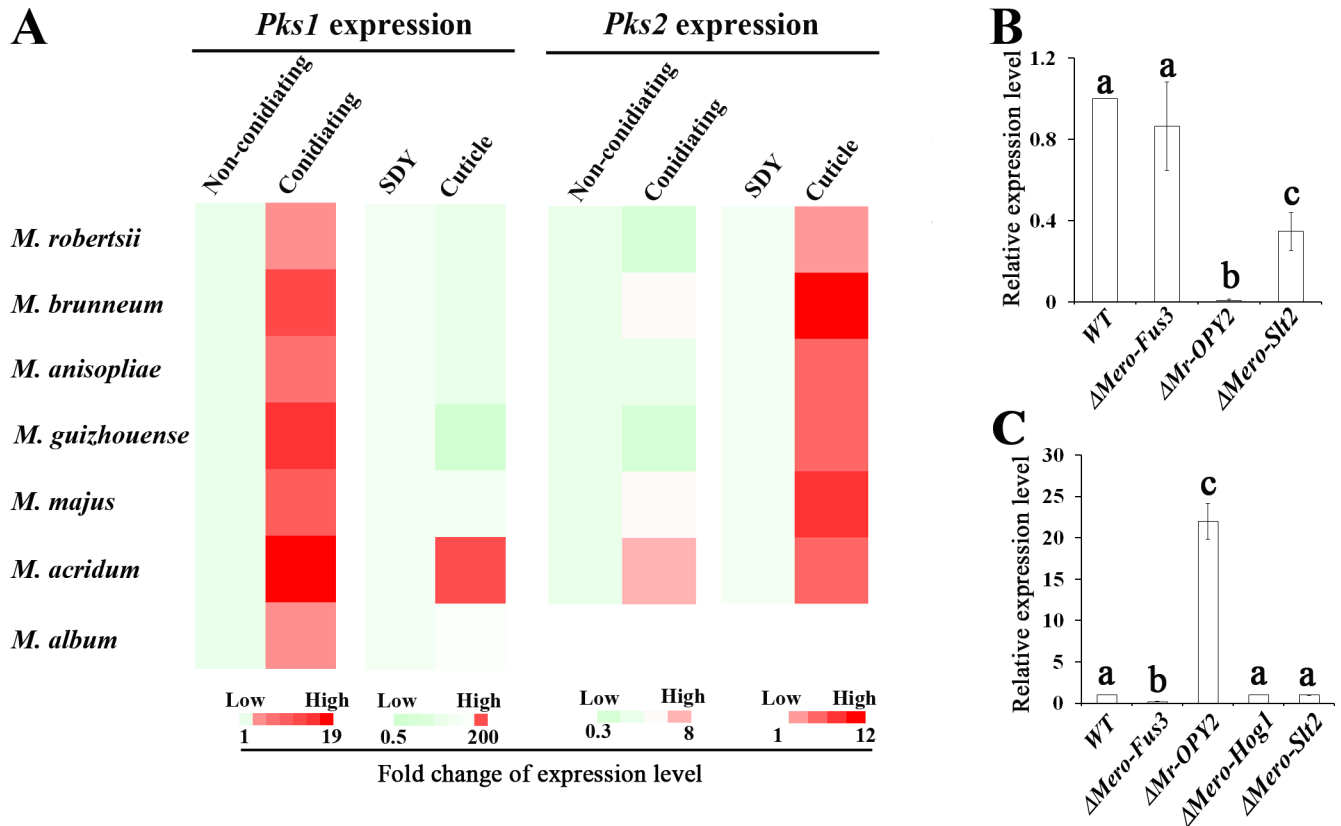 A
Pks1 expression
Pks2 expression
Non-conidiating
Conidiating
SDY
Cuticle
Non-conidiating
Conidiating
SDY
Cuticle
M. robertsii
M. brunneum
M. anisopliae
M. guizhouense
M. majus
M. acridum
M. album
Low High
1 19
Low High
0.5 200
Low High
0.3 8
Low High
1 12
Fold change of expression level
B
Relative expression level
1.2
0.8
0.4
0
a
a
b
c
WT
ΔMero-Fus3
ΔMr-OPY2
ΔMero-Slt2
C
Relative expression level
30
25
20
15
10
5
0
a
b
c
a
a
WT
ΔMero-Fus3
ΔMr-OPY2
ΔMero-Hog1
ΔMero-Slt2